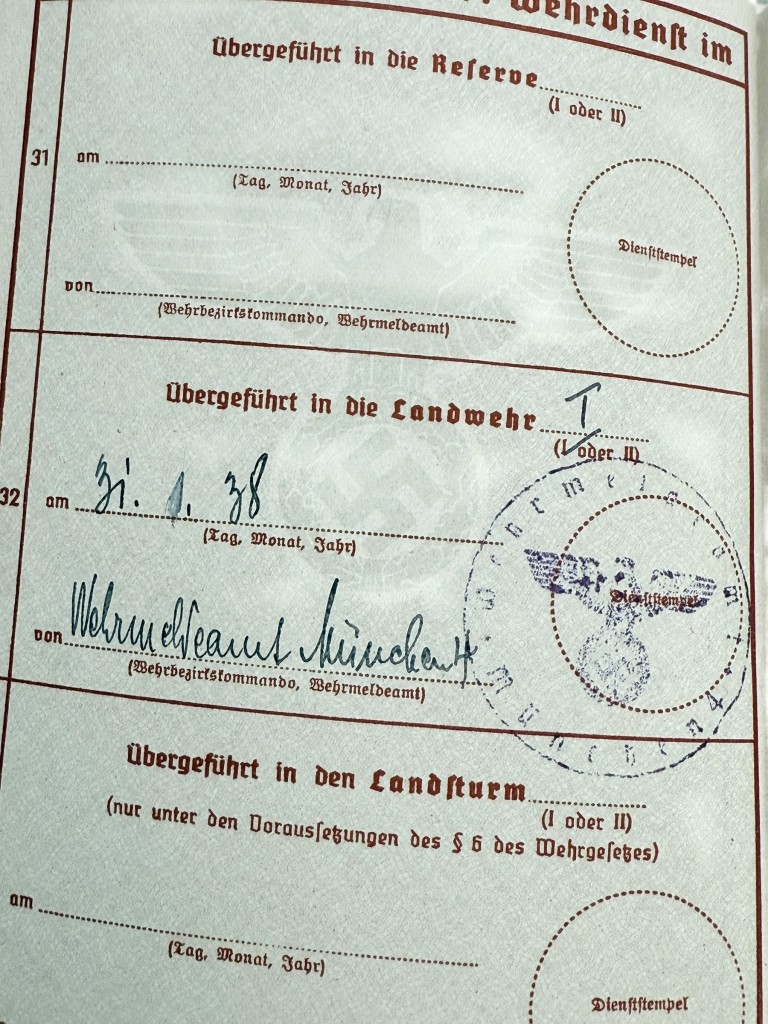 Wehrdienst im
Übergeführt in die Reserve
(I oder II)
31
am
(Tag, Monat, Jahr)
Dienststempel
von
(Wehrbezirkskommando, Wehrmeldeamt)
Übergeführt in die Landwehr I
(I oder II)
32
am 31. 1. 38
(Tag, Monat, Jahr)
Dienststempel
Wehrmeldeamt München 4
von Wehrmeldeamt München 4
(Wehrbezirkskommando, Wehrmeldeamt)
Übergeführt in den Landsturm
(I oder II)
(nur unter den Voraussetzungen des § 6 des Wehrgesetzes)
am
(Tag, Monat, Jahr)
Dienststempel